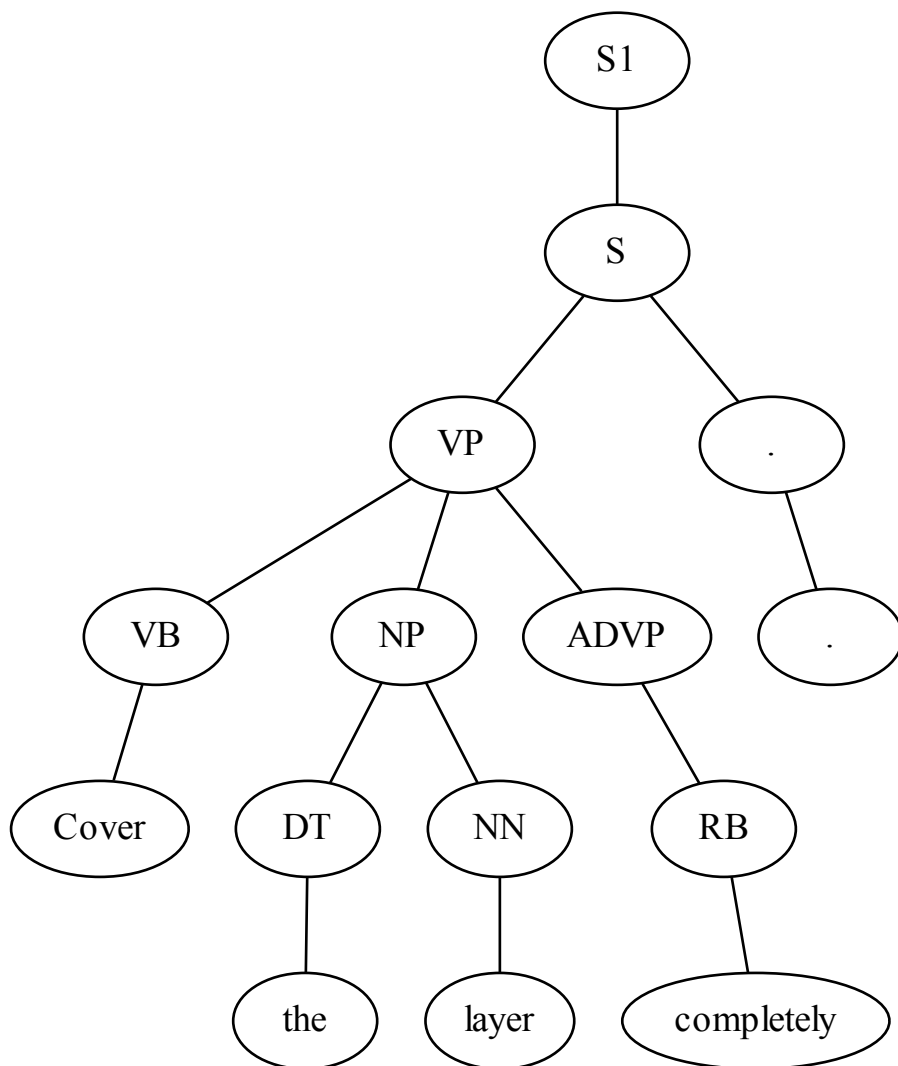 S1
S
VP .
VB NP ADVP .
Cover DT NN RB
the layer completely